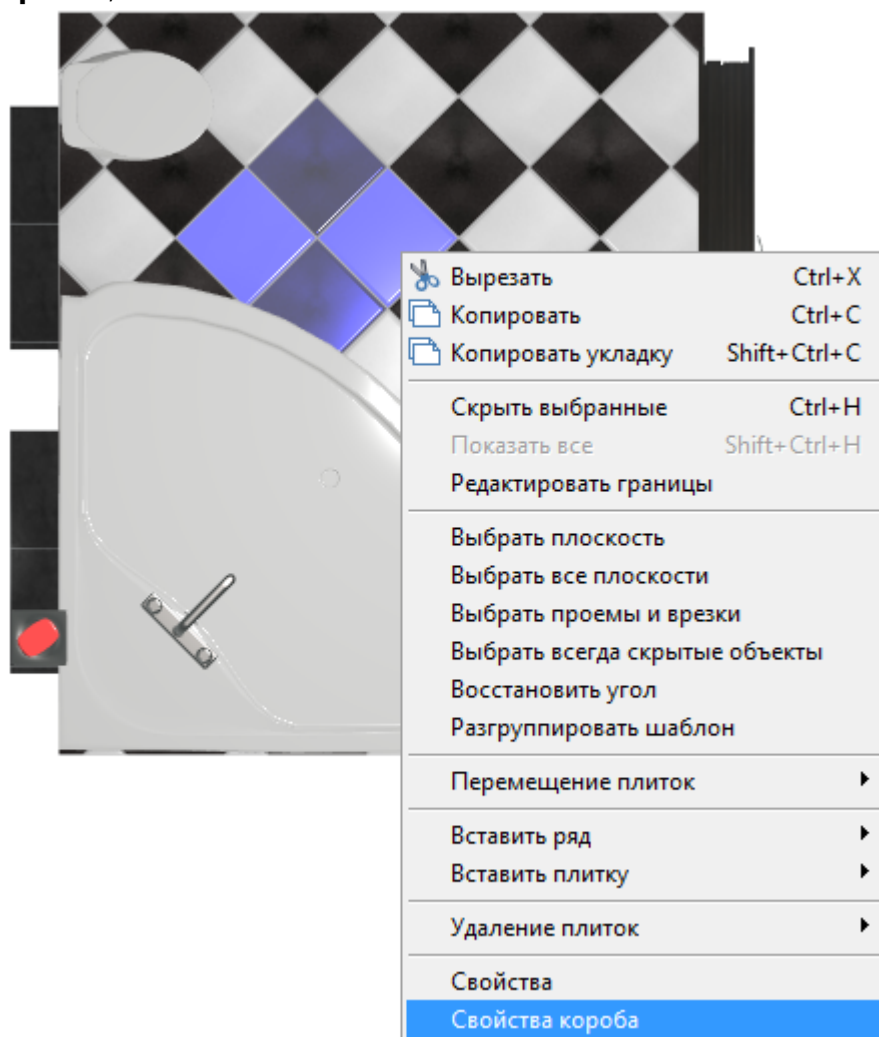 Вырезать Ctrl+X
Копировать Ctrl+C
Копировать укладку Shift+Ctrl+C
Скрыть выбранные Ctrl+H
Показать все Shift+Ctrl+H
Редактировать границы
Выбрать плоскость
Выбрать все плоскости
Выбрать проемы и врезки
Выбрать всегда скрытые объекты
Восстановить угол
Разгруппировать шаблон
Перемещение плиток
Вставить ряд
Вставить плитку
Удаление плиток
Свойства
Свойства короба